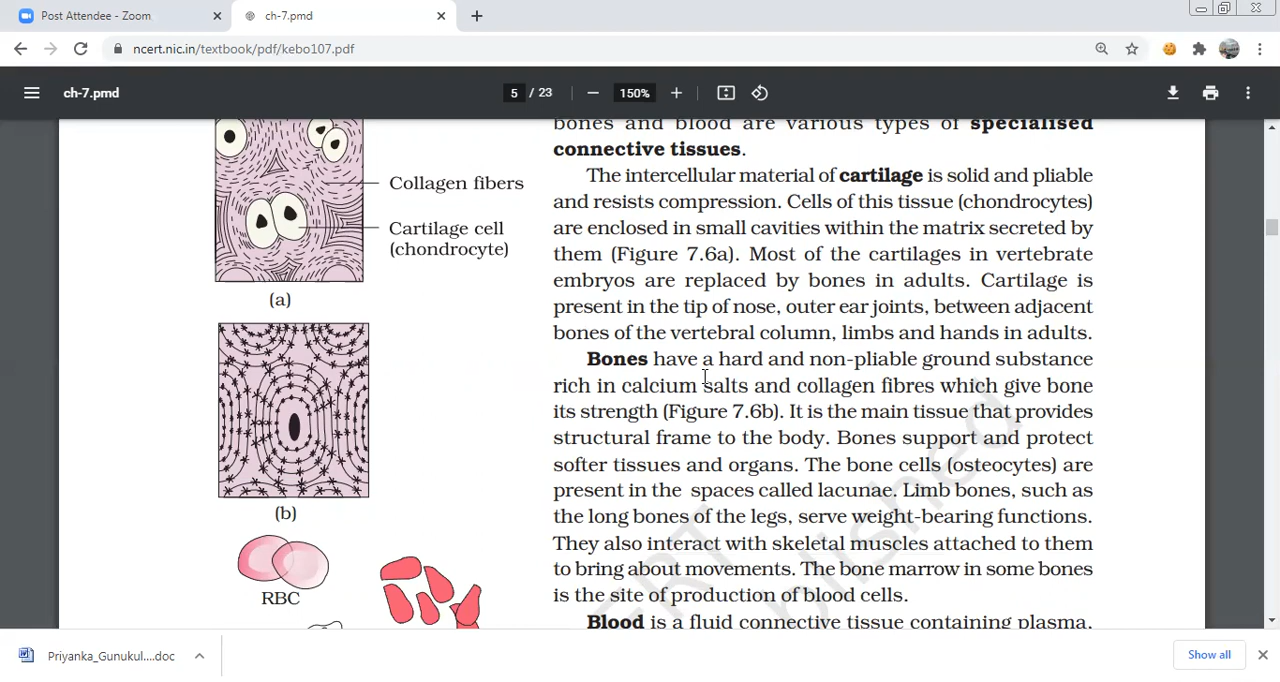 Post Attendee - Zoom
ch-7.pmd
ncert.nic.in/textbook/pdf/kebo107.pdf
ch-7.pmd
5 / 23
150%
bones and blood are various types of specialised
connective tissues.
The intercellular material of cartilage is solid and pliable
and resists compression. Cells of this tissue (chondrocytes)
are enclosed in small cavities within the matrix secreted by
them (Figure 7.6a). Most of the cartilages in vertebrate
embryos are replaced by bones in adults. Cartilage is
present in the tip of nose, outer ear joints, between adjacent
bones of the vertebral column, limbs and hands in adults.
Bones have a hard and non-pliable ground substance
rich in calcium salts and collagen fibres which give bone
its strength (Figure 7.6b). It is the main tissue that provides
structural frame to the body. Bones support and protect
softer tissues and organs. The bone cells (osteocytes) are
present in the spaces called lacunae. Limb bones, such as
the long bones of the legs, serve weight-bearing functions.
They also interact with skeletal muscles attached to them
to bring about movements. The bone marrow in some bones
is the site of production of blood cells.
Blood is a fluid connective tissue containing plasma,
Collagen fibers
Cartilage cell
(chondrocyte)
(a)
(b)
RBC
Priyanka_Gunukul....doc
Show all